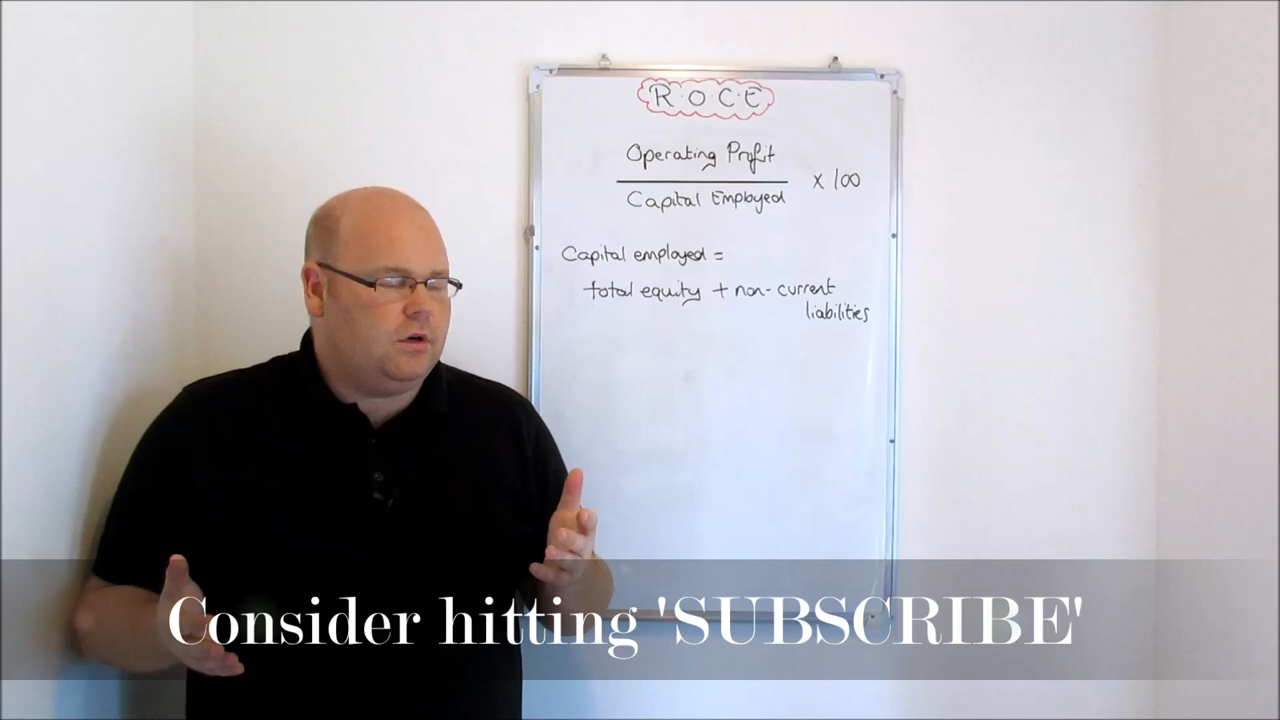 R.O.C.E
Operating Profit
x 100
Capital Employed
Capital employed =
total equity + non-current
liabilities
Consider hitting 'SUBSCRIBE'